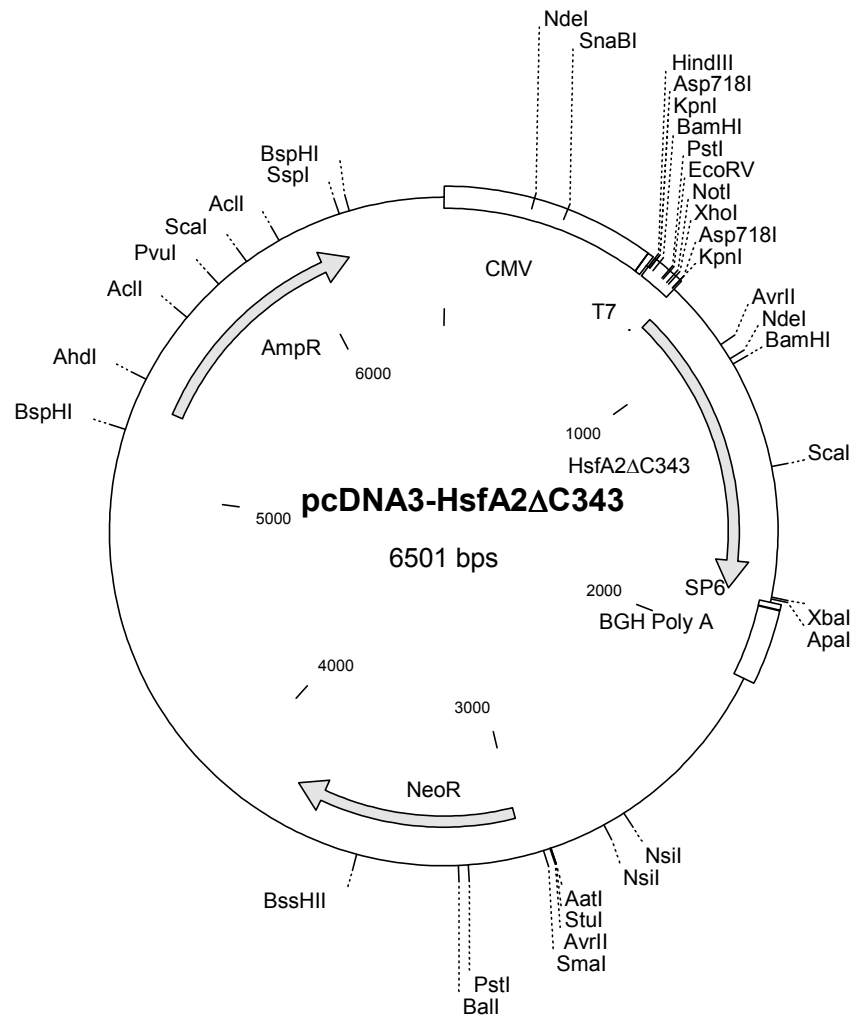 NdeI
SnaBI
HindIII
Asp718I
KpnI
BamHI
PstI
EcoRV
NotI
XhoI
Asp718I
KpnI
BspHI
SspI
AclI
ScaI
PvuI
AclI
AhdI
BspHI
CMV
T7
AvrII
NdeI
BamHI
AmpR
6000
1000
HsfA2ΔC343
ScaI
pcDNA3-HsfA2ΔC343
5000
6501 bps
SP6
2000
BGH Poly A
XbaI
ApaI
4000
3000
NeoR
NsiI
NsiI
BssHII
AatI
StuI
AvrII
SmaI
PstI
BalI